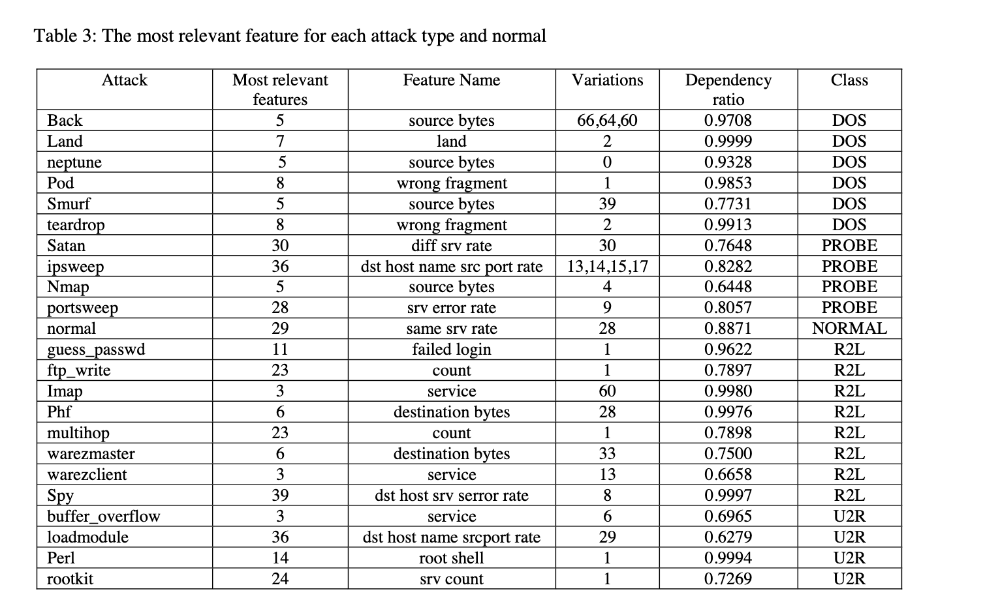 Table 3: The most relevant feature for each attack type and normal
Attack Most relevant features Feature Name Variations Dependency ratio Class
Back 5 source bytes 66,64,60 0.9708 DOS
Land 7 land 2 0.9999 DOS
neptune 5 source bytes 0 0.9328 DOS
Pod 8 wrong fragment 1 0.9853 DOS
Smurf 5 source bytes 39 0.7731 DOS
teardrop 8 wrong fragment 2 0.9913 DOS
Satan 30 diff srv rate 30 0.7648 PROBE
ipsweep 36 dst host name src port rate 13,14,15,17 0.8282 PROBE
Nmap 5 source bytes 4 0.6448 PROBE
portsweep 28 srv error rate 9 0.8057 PROBE
normal 29 same srv rate 28 0.8871 NORMAL
guess_passwd 11 failed login 1 0.9622 R2L
ftp_write 23 count 1 0.7897 R2L
Imap 3 service 60 0.9980 R2L
Phf 6 destination bytes 28 0.9976 R2L
multihop 23 count 1 0.7898 R2L
warezmaster 6 destination bytes 33 0.7500 R2L
warezclient 3 service 13 0.6658 R2L
Spy 39 dst host srv serror rate 8 0.9997 R2L
buffer_overflow 3 service 6 0.6965 U2R
loadmodule 36 dst host name srcport rate 29 0.6279 U2R
Perl 14 root shell 1 0.9994 U2R
rootkit 24 srv count 1 0.7269 U2R